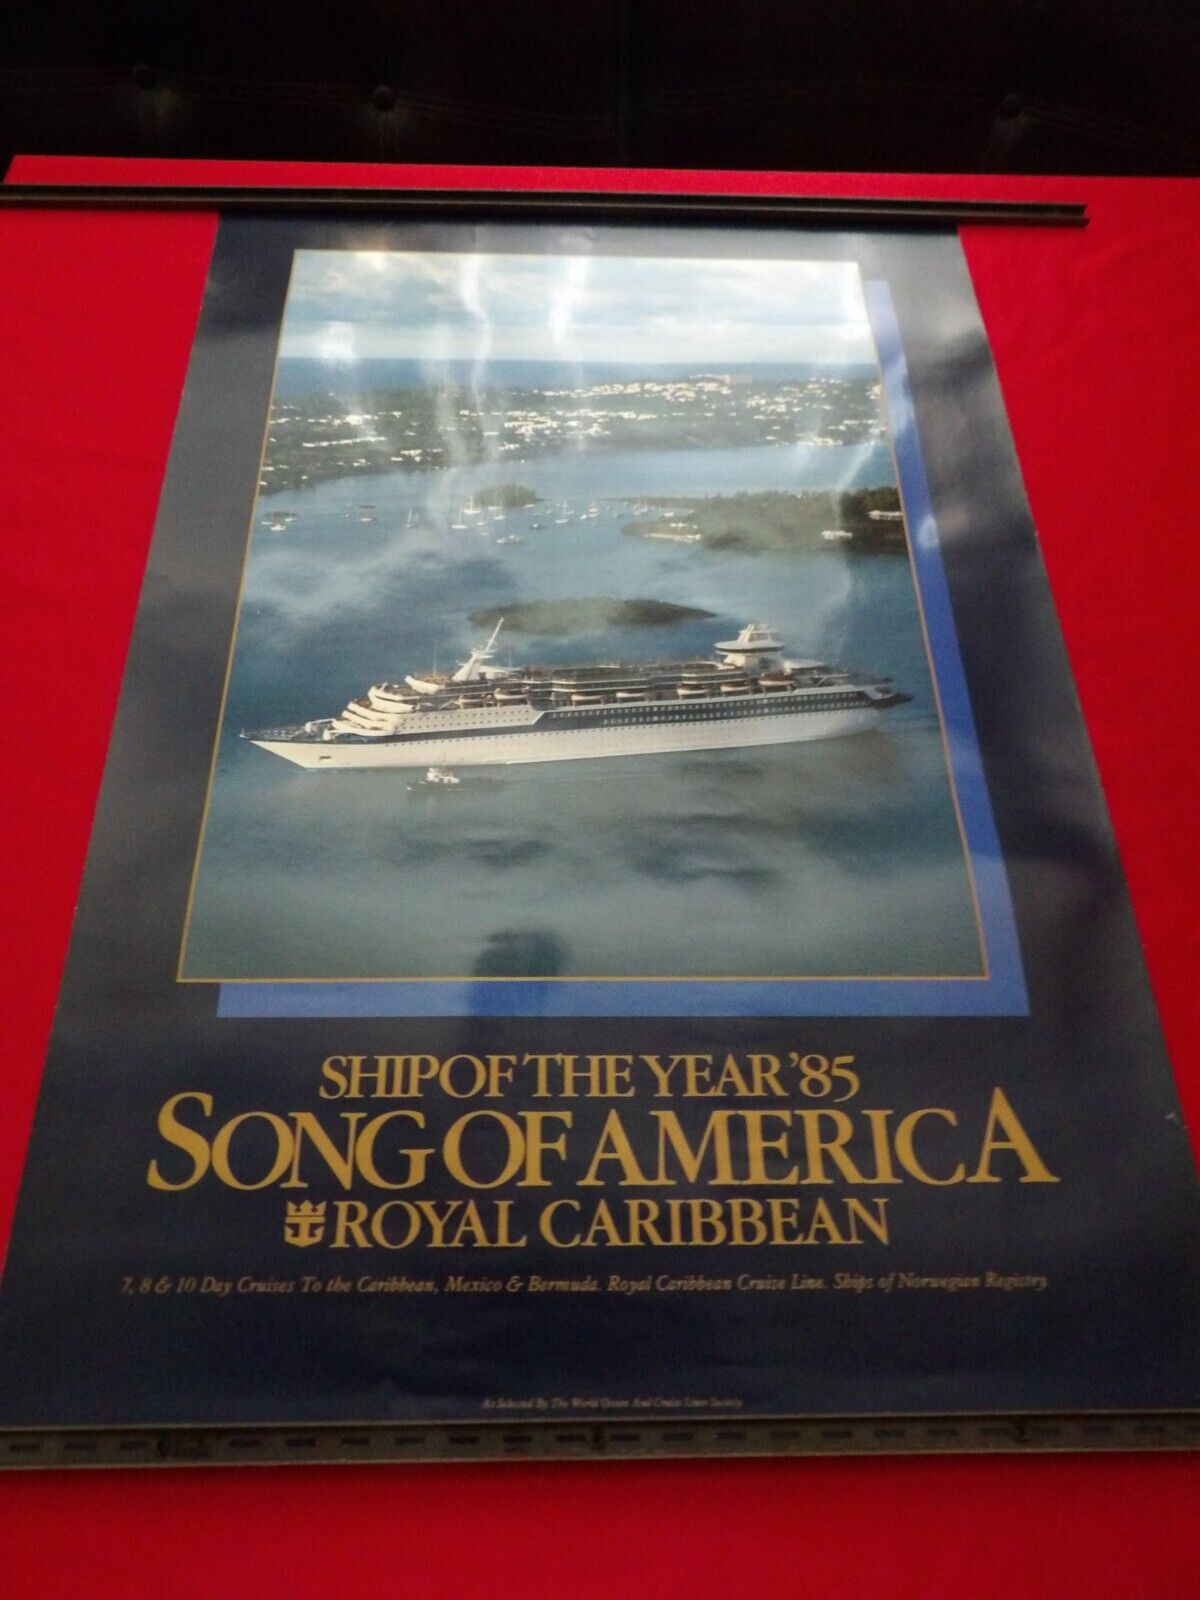 SHIP OF THE YEAR '85
SONG OF AMERICA
ROYAL CARIBBEAN
7, 8 & 10 Day Cruises To the Caribbean, Mexico & Bermuda. Royal Caribbean Cruise Line. Ships of Norwegian Registry
As Selected By The World Ocean And Cruise Liner Society